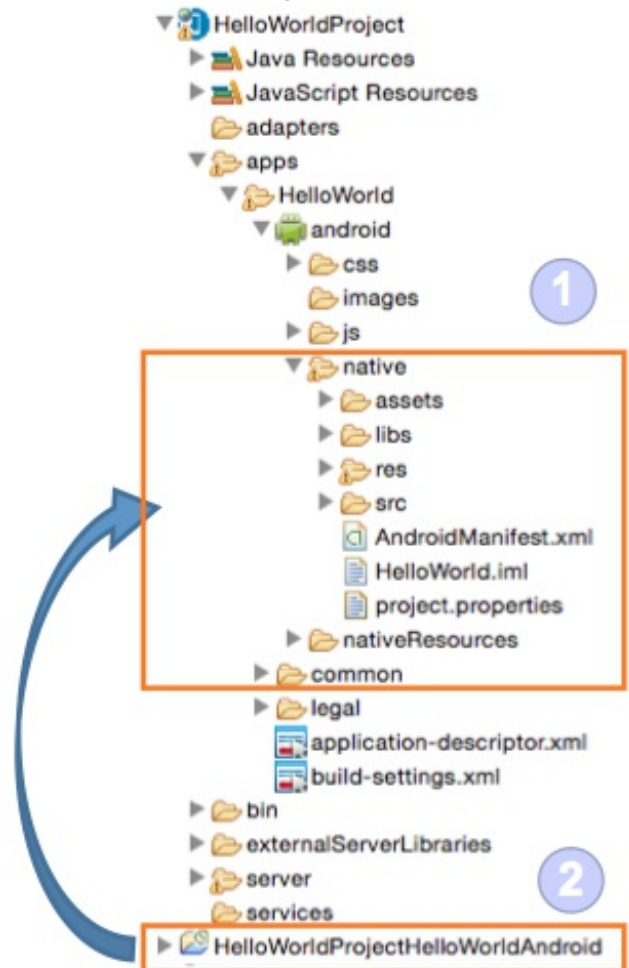 HelloWorldProject
Java Resources
JavaScript Resources
adapters
apps
HelloWorld
android
css
images
1
js
native
assets
libs
res
src
AndroidManifest.xml
HelloWorld.iml
project.properties
nativeResources
common
legal
application-descriptor.xml
build-settings.xml
bin
externalServerLibraries
server
2
services
HelloWorldProjectHelloWorldAndroid